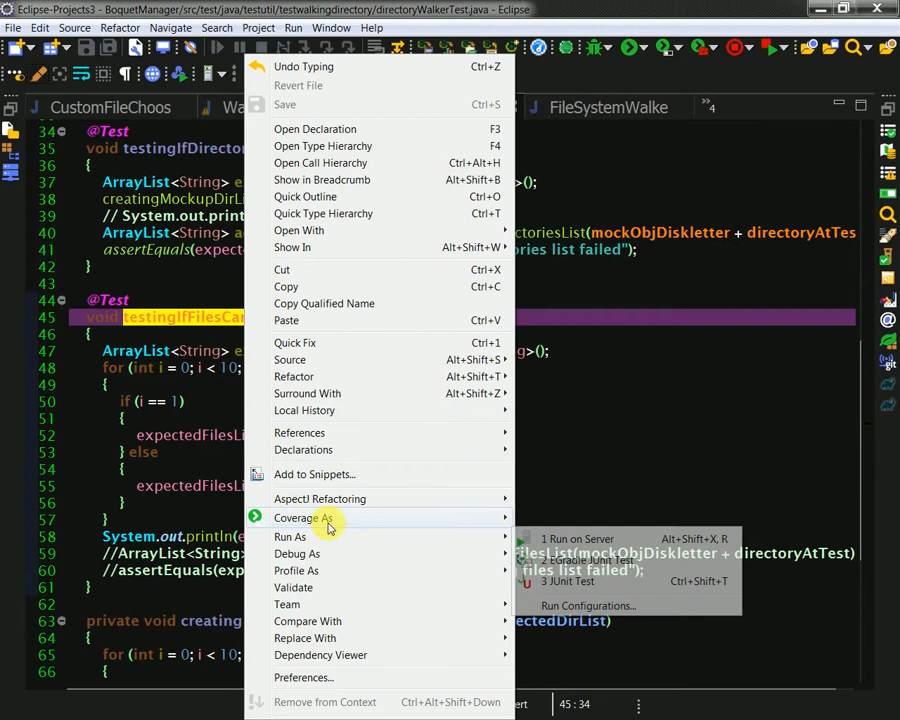 Eclipse-Projects3 - BoquetManager/src/test/java/testutil/testwalkingdirectory/directoryWalkerTest.java - Eclipse
File Edit Source Refactor Navigate Search Project Run Window Help
CustomFileChoos Wa FileSystemWalke »4
Undo Typing Ctrl+Z
Revert File
Save Ctrl+S
Open Declaration F3
Open Type Hierarchy F4
Open Call Hierarchy Ctrl+Alt+H
Show in Breadcrumb Alt+Shift+B
Quick Outline Ctrl+O
Quick Type Hierarchy Ctrl+T
Open With
Show In Alt+Shift+W
Cut Ctrl+X
Copy Ctrl+C
Copy Qualified Name
Paste Ctrl+V
Quick Fix Ctrl+1
Source Alt+Shift+S
Refactor Alt+Shift+T
Surround With Alt+Shift+Z
Local History
References
Declarations
Add to Snippets...
AspectJ Refactoring
Coverage As
Run As
Debug As
Profile As
Validate
Team
Compare With
Replace With
Dependency Viewer
Preferences...
Remove from Context Ctrl+Alt+Shift+Down
1 Run on Server Alt+Shift+X, R
2 EGradle JUnit Test
3 JUnit Test Ctrl+Shift+T
Run Configurations...
34 @Test
35 void testingIfDirector
36 {
37 ArrayList<String> e >();
38 creatingMockupDirL
39 // System.out.print
40 ArrayList<String> a ctoriesList(mockObjDiskletter + directoryAtTes
41 assertEquals(expec ories list failed");
42 }
43
44 @Test
45 void testingIfFilesCa
46 {
47 ArrayList<String> e g>();
48 for (int i = 0; i < 10;
49 {
50 if (i == 1)
51 {
52 expectedFilesLi
53 } else
54 {
55 expectedFilesLi
56 }
57 }
58 System.out.println(
59 //ArrayList<String> FilesList(mockObjDiskletter + directoryAtTest)
60 //assertEquals(exp files list failed");
61 }
62
63 private void creating ectedDirList)
64 {
65 for (int i = 0; i < 10;
66 {
45 : 34